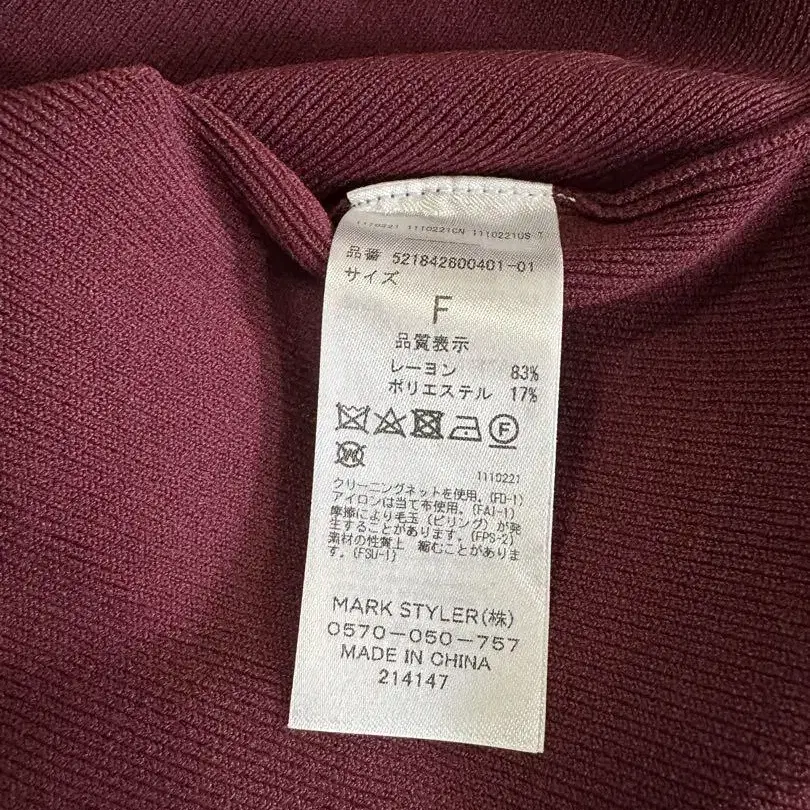 1110221 1110221CN 1110221US T
品番 521842800401-01
サイズ
F
品質表示
レーヨン 83%
ポリエステル 17%
F
W
1110221
クリーニングネットを使用。(FD-1)
アイロンは当て布使用。(FAI-1)
摩擦により毛玉(ピリング)が発
生することがあります。(FPS-2)
素材の性質上 縮むことがありま
す。(FSU-1)
MARK STYLER(株)
0570-050-757
MADE IN CHINA
214147